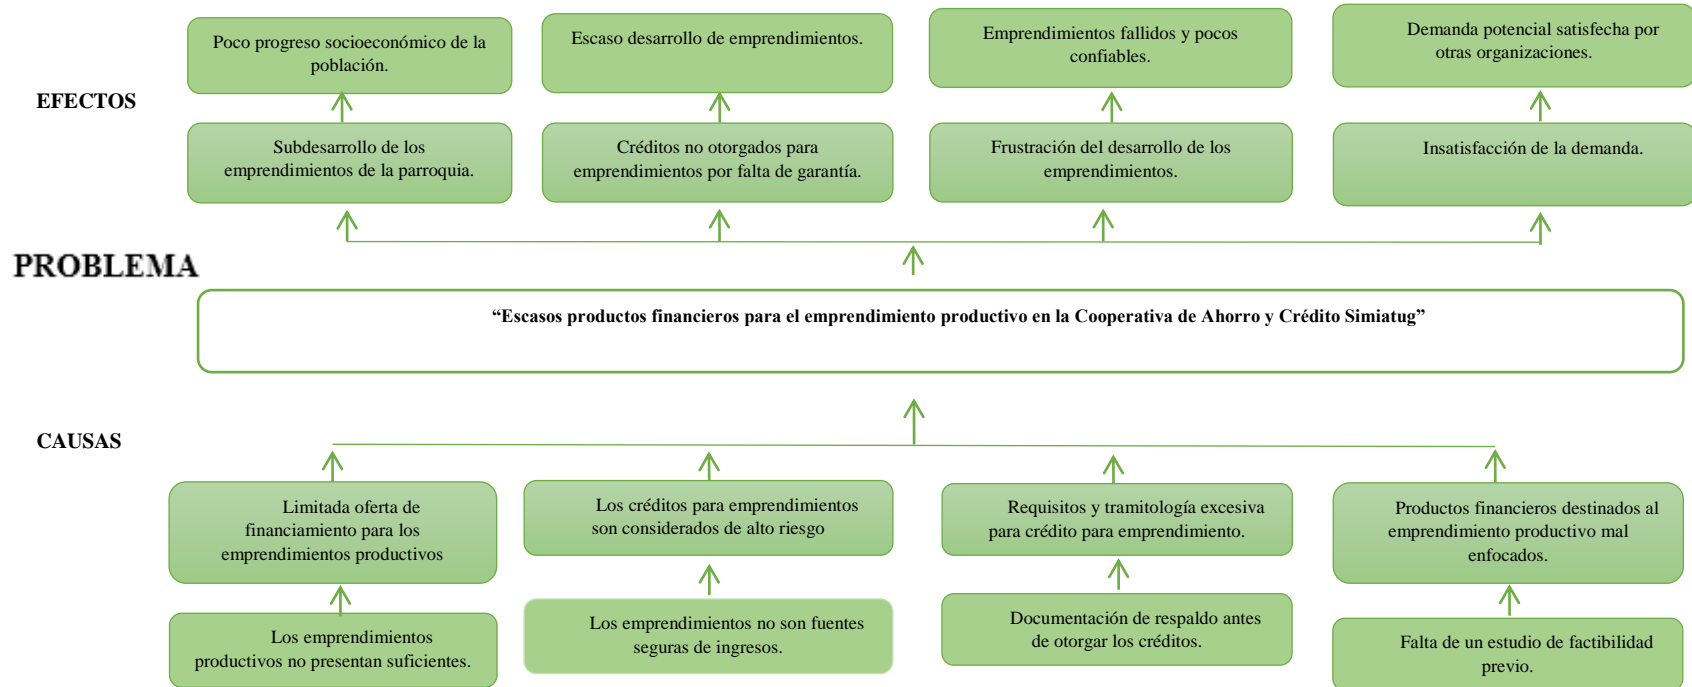 Poco progreso socioeconómico de la
población.
Escaso desarrollo de emprendimientos.
Emprendimientos fallidos y pocos
confiables.
Demanda potencial satisfecha por
otras organizaciones.
EFECTOS
Subdesarrollo de los
emprendimientos de la parroquia.
Créditos no otorgados para
emprendimientos por falta de garantía.
Frustración del desarrollo de los
emprendimientos.
Insatisfacción de la demanda.
PROBLEMA
“Escasos productos financieros para el emprendimiento productivo en la Cooperativa de Ahorro y Crédito Simiatug”
CAUSAS
Limitada oferta de
financiamiento para los
emprendimientos productivos
Los créditos para emprendimientos
son considerados de alto riesgo
Requisitos y tramitología excesiva
para crédito para emprendimiento.
Productos financieros destinados al
emprendimiento productivo mal
enfocados.
Los emprendimientos
productivos no presentan suficientes.
Los emprendimientos no son fuentes
seguras de ingresos.
Documentación de respaldo antes
de otorgar los créditos.
Falta de un estudio de factibilidad
previo.